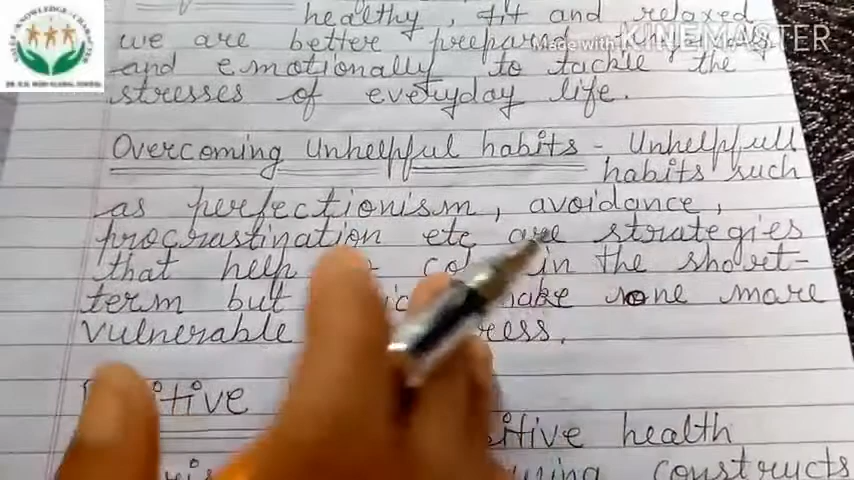 healthy, fit and relaxed
we are better prepared
Made with KINEMASTER
and emotionally to tackle the
stresses of everyday life.
Overcoming Unhelpful habits - Unhelpfull
habits such
as perfectionism, avoidance,
procrastination etc are strategies
that help in the short-
term but make one more
vulnerable
itive
sitive health
constructs